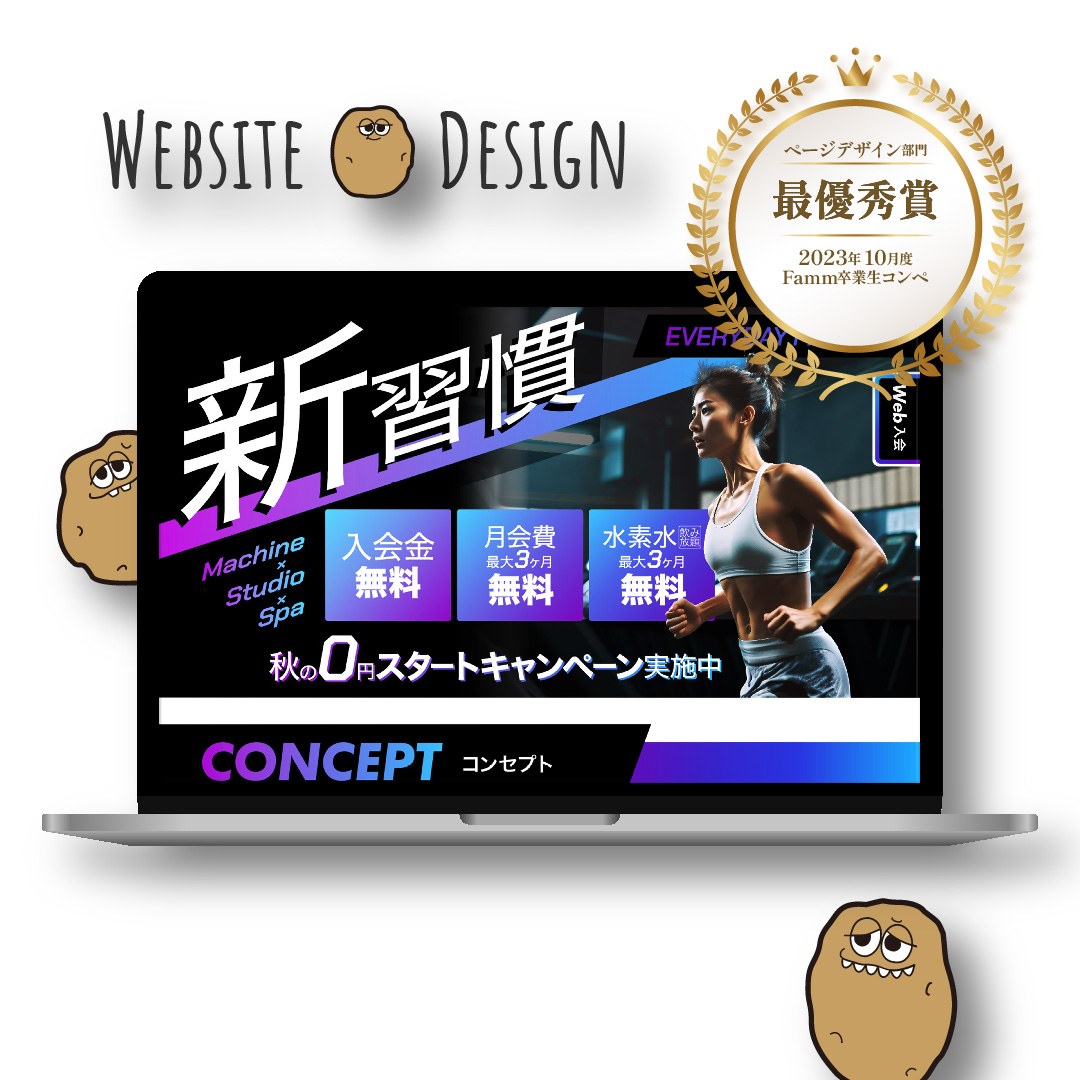 WEBSITE DESIGN
ページデザイン部門
最優秀賞
2023年10月度
Famm卒業生コンペ
新習慣
Web入会
Machine
×
Studio
×
Spa
入会金
無料
月会費
最大3ヶ月
無料
水素水飲み放題
最大3ヶ月
無料
秋の0円スタートキャンペーン実施中
CONCEPT コンセプト